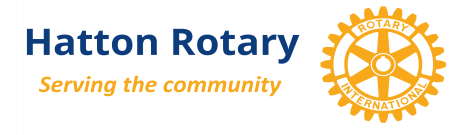 Hatton Rotary
Serving the community
ROTARY
INTERNATIONAL